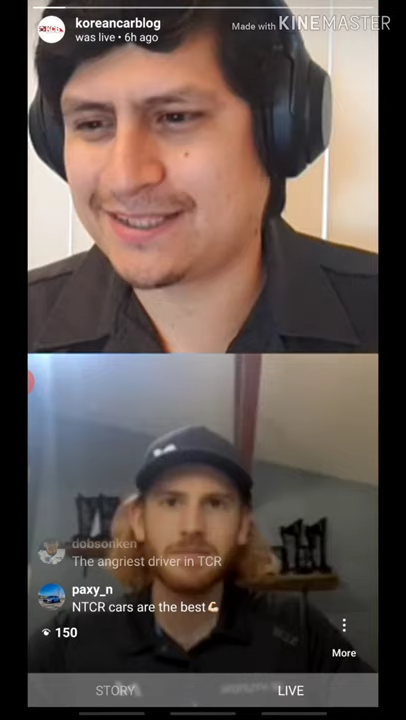 koreancarblog
was live • 6h ago
Made with KINEMASTER
KCB
dobsonken
The angriest driver in TCR
paxy_n
NTCR cars are the best💪🏻
150
More
STORY
LIVE